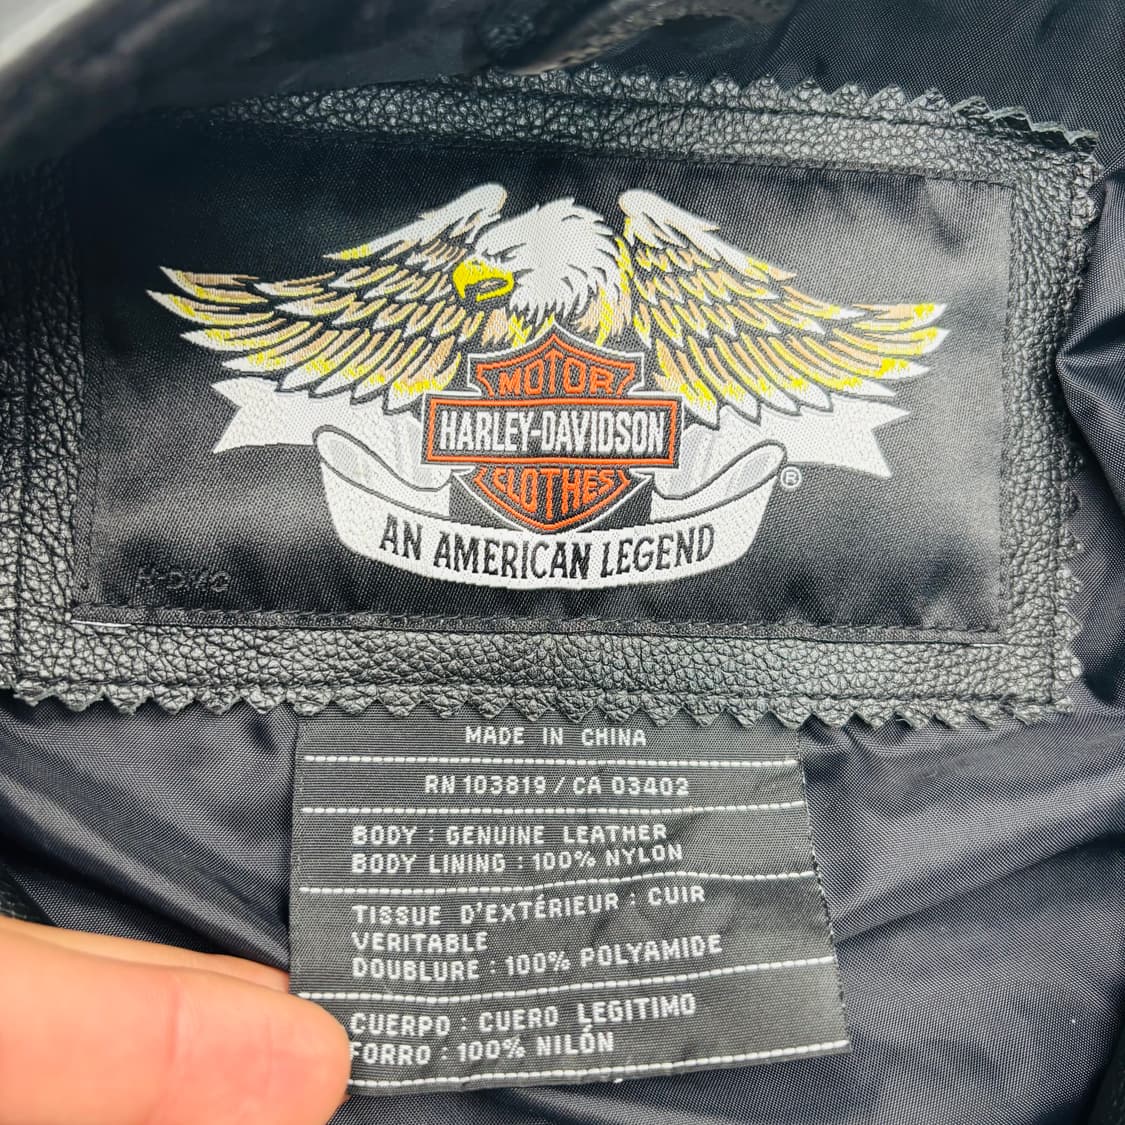 MOTOR
HARLEY-DAVIDSON
CLOTHES
®
AN AMERICAN LEGEND
H-DMC
MADE IN CHINA
RN 103819 / CA 03402
BODY : GENUINE LEATHER
BODY LINING : 100% NYLON
TISSUE D'EXTÉRIEUR : CUIR
VERITABLE
DOUBLURE : 100% POLYAMIDE
CUERPO : CUERO LEGITIMO
FORRO : 100% NILÓN